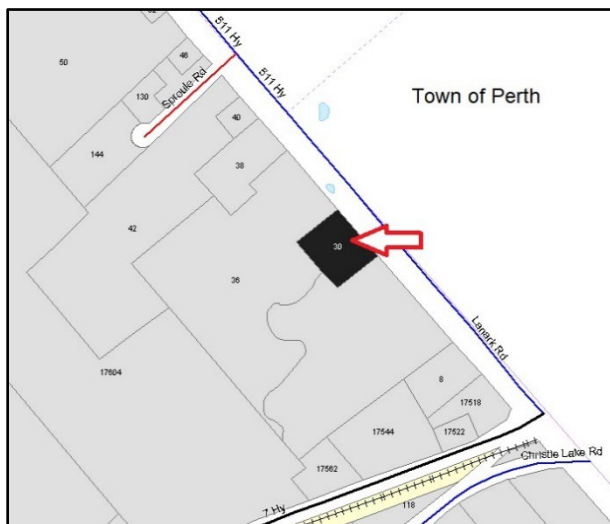 511 Hy
50
46
511 Hy
Sproule Rd
130
Town of Perth
40
144
38
42
30
36
Lanark Rd
17604
8
17518
17544
17522
Christie Lake Rd
17562
7 Hy
118